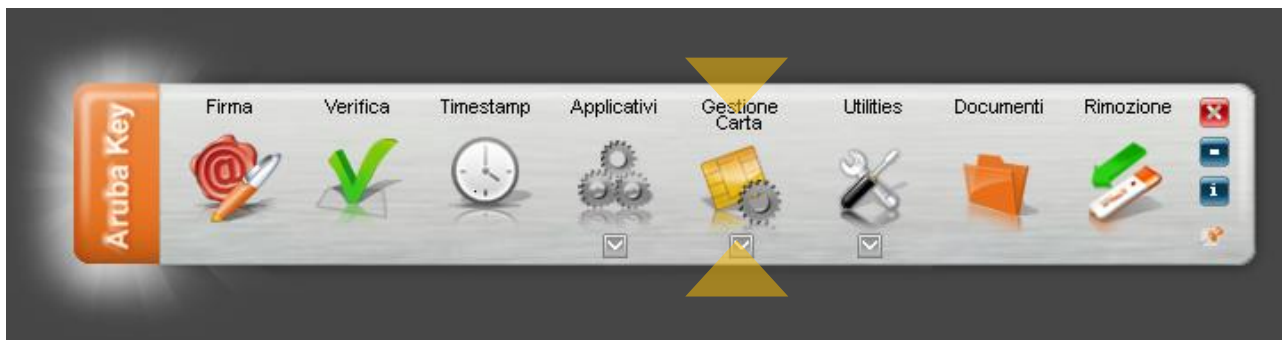 Aruba Key
Firma
Verifica
Timestamp
Applicativi
Gestione
Carta
Utilities
Documenti
Rimozione